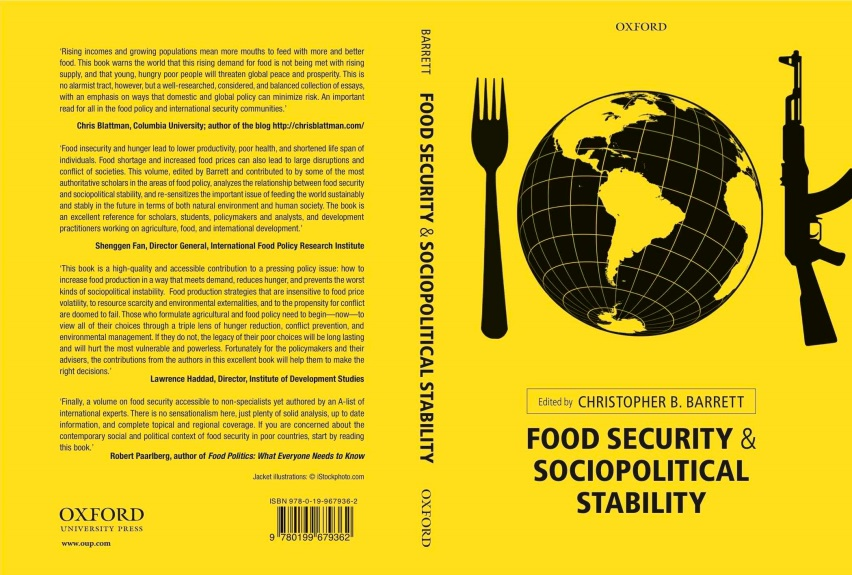 'Rising incomes and growing populations mean more mouths to feed with more and better
food. This book warns the world that this rising demand for food is not being met with rising
supply, and that young, hungry poor people will threaten global peace and prosperity. This is
no alarmist tract, however, but a well-researched, considered, and balanced collection of essays,
with an emphasis on ways that domestic and global policy can minimize risk. An important
read for all in the food policy and international security communities.'
Chris Blattman, Columbia University; author of the blog http://chrisblattman.com/
'Food insecurity and hunger lead to lower productivity, poor health, and shortened life span of
individuals. Food shortage and increased food prices can also lead to large disruptions and
conflict of societies. This volume, edited by Barrett and contributed to by some of the most
authoritative scholars in the areas of food policy, analyzes the relationship between food security
and sociopolitical stability, and re-sensitizes the important issue of feeding the world sustainably
and stably in the future in terms of both natural environment and human society. The book is
an excellent reference for scholars, students, policymakers and analysts, and development
practitioners working on agriculture, food, and international development.'
Shenggen Fan, Director General, International Food Policy Research Institute
'This book is a high-quality and accessible contribution to a pressing policy issue: how to
increase food production in a way that meets demand, reduces hunger, and prevents the worst
kinds of sociopolitical instability. Food production strategies that are insensitive to food price
volatility, to resource scarcity and environmental externalities, and to the propensity for conflict
are doomed to fail. Those who formulate agricultural and food policy need to begin—now—to
view all of their choices through a triple lens of hunger reduction, conflict prevention, and
environmental management. If they do not, the legacy of their poor choices will be long lasting
and will hurt the most vulnerable and powerless. Fortunately for the policymakers and their
advisers, the contributions from the authors in this excellent book will help them to make the
right decisions.'
Lawrence Haddad, Director, Institute of Development Studies
'Finally, a volume on food security accessible to non-specialists yet authored by an A-list of
international experts. There is no sensationalism here, just plenty of solid analysis, up to date
information, and complete topical and regional coverage. If you are concerned about the
contemporary social and political context of food security in poor countries, start by reading
this book.'
Robert Paarlberg, author of Food Politics: What Everyone Needs to Know
Jacket illustrations: © iStockphoto.com
OXFORD
UNIVERSITY PRESS
www.oup.com
ISBN 978-0-19-967936-2
9 780199 679362
BARRETT
FOOD SECURITY & SOCIOPOLITICAL STABILITY
OXFORD
OXFORD
Edited by CHRISTOPHER B. BARRETT
FOOD SECURITY &
SOCIOPOLITICAL
STABILITY